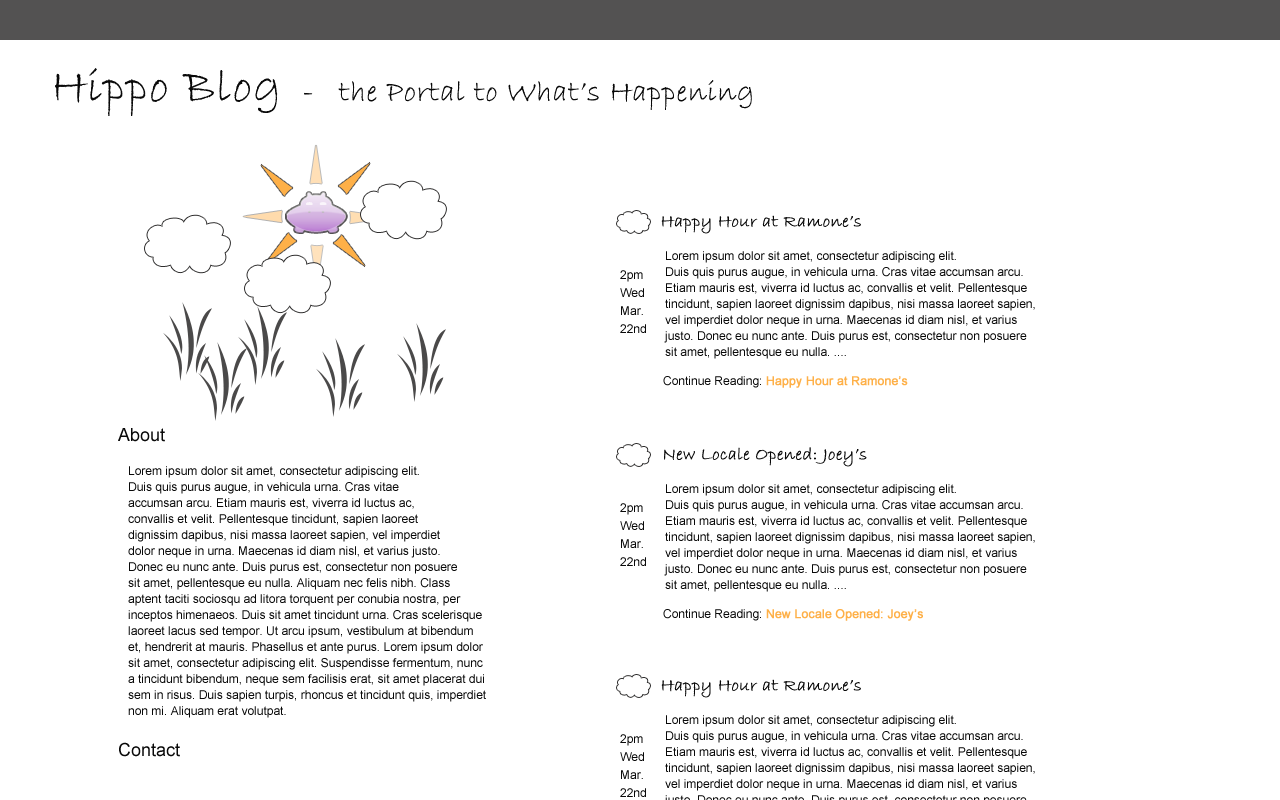 Hippo Blog - the Portal to What's Happening
About
Lorem ipsum dolor sit amet, consectetur adipiscing elit.
Duis quis purus augue, in vehicula urna. Cras vitae
accumsan arcu. Etiam mauris est, viverra id luctus ac,
convallis et velit. Pellentesque tincidunt, sapien laoreet
dignissim dapibus, nisi massa laoreet sapien, vel imperdiet
dolor neque in urna. Maecenas id diam nisl, et varius justo.
Donec eu nunc ante. Duis purus est, consectetur non posuere
sit amet, pellentesque eu nulla. Aliquam nec felis nibh. Class
aptent taciti sociosqu ad litora torquent per conubia nostra, per
inceptos himenaeos. Duis sit amet tincidunt urna. Cras scelerisque
laoreet lacus sed tempor. Ut arcu ipsum, vestibulum at bibendum
et, hendrerit at mauris. Phasellus et ante purus. Lorem ipsum dolor
sit amet, consectetur adipiscing elit. Suspendisse fermentum, nunc
a tincidunt bibendum, neque sem facilisis erat, sit amet placerat dui
sem in risus. Duis sapien turpis, rhoncus et tincidunt quis, imperdiet
non mi. Aliquam erat volutpat.
Contact
Happy Hour at Ramone's
2pm
Wed
Mar.
22nd
Lorem ipsum dolor sit amet, consectetur adipiscing elit.
Duis quis purus augue, in vehicula urna. Cras vitae accumsan arcu.
Etiam mauris est, viverra id luctus ac, convallis et velit. Pellentesque
tincidunt, sapien laoreet dignissim dapibus, nisi massa laoreet sapien,
vel imperdiet dolor neque in urna. Maecenas id diam nisl, et varius
justo. Donec eu nunc ante. Duis purus est, consectetur non posuere
sit amet, pellentesque eu nulla. ....
Continue Reading: Happy Hour at Ramone's
New Locale Opened: Joey's
2pm
Wed
Mar.
22nd
Lorem ipsum dolor sit amet, consectetur adipiscing elit.
Duis quis purus augue, in vehicula urna. Cras vitae accumsan arcu.
Etiam mauris est, viverra id luctus ac, convallis et velit. Pellentesque
tincidunt, sapien laoreet dignissim dapibus, nisi massa laoreet sapien,
vel imperdiet dolor neque in urna. Maecenas id diam nisl, et varius
justo. Donec eu nunc ante. Duis purus est, consectetur non posuere
sit amet, pellentesque eu nulla. ....
Continue Reading: New Locale Opened: Joey's
Happy Hour at Ramone's
2pm
Wed
Mar.
22nd
Lorem ipsum dolor sit amet, consectetur adipiscing elit.
Duis quis purus augue, in vehicula urna. Cras vitae accumsan arcu.
Etiam mauris est, viverra id luctus ac, convallis et velit. Pellentesque
tincidunt, sapien laoreet dignissim dapibus, nisi massa laoreet sapien,
vel imperdiet dolor neque in urna. Maecenas id diam nisl, et varius
justo. Donec eu nunc ante. Duis purus est, consectetur non posuere